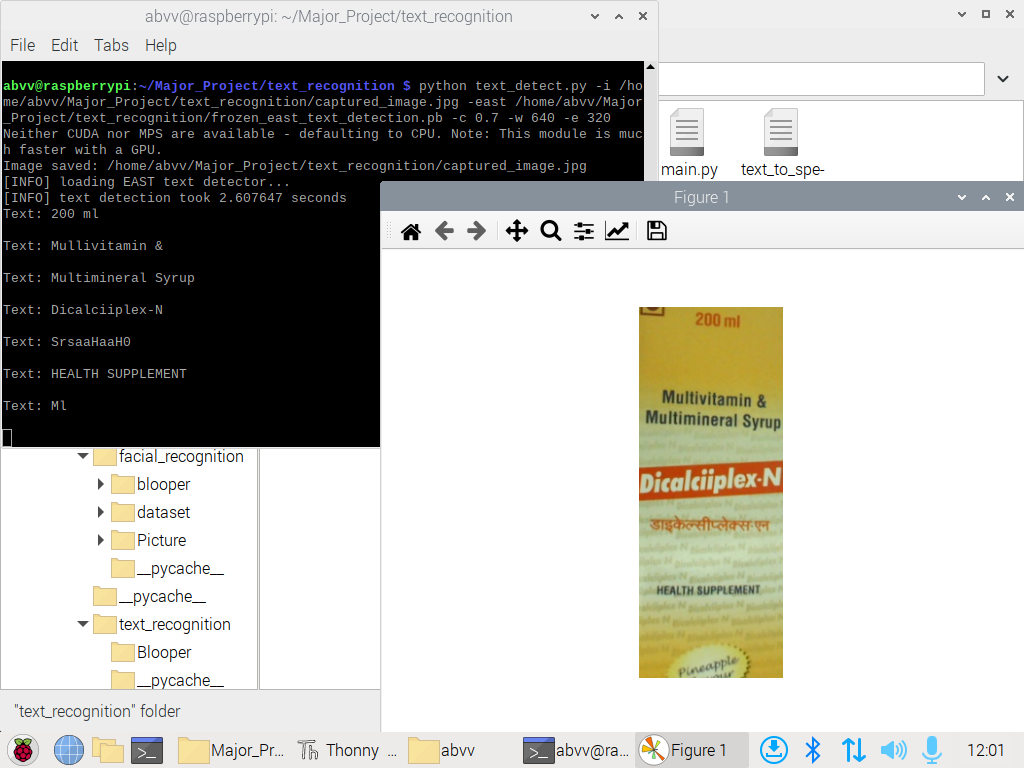 abvv@raspberrypi: ~/Major_Project/text_recognition
File Edit Tabs Help
abvv@raspberrypi:~/Major_Project/text_recognition $ python text_detect.py -i /ho
me/abvv/Major_Project/text_recognition/captured_image.jpg -east /home/abvv/Major
_Project/text_recognition/frozen_east_text_detection.pb -c 0.7 -w 640 -e 320
Neither CUDA nor MPS are available - defaulting to CPU. Note: This module is muc
h faster with a GPU.
Image saved: /home/abvv/Major_Project/text_recognition/captured_image.jpg
[INFO] loading EAST text detector...
[INFO] text detection took 2.607647 seconds
Text: 200 ml
Text: Mullivitamin &
Text: Multimineral Syrup
Text: Dicalciiplex-N
Text: SrsaaHaaH0
Text: HEALTH SUPPLEMENT
Text: Ml
main.py
text_to_spe-
Figure 1
200 ml
Multivitamin &
Multimineral Syrup
Dicalciiplex-N
डाइकेल्सीप्लेक्स-एन
HEALTH SUPPLEMENT
Pineapple
facial_recognition
blooper
dataset
Picture
__pycache__
__pycache__
text_recognition
Blooper
__pycache__
"text_recognition" folder
Major_Pr... Thonny ... abvv abvv@ra... Figure 1 12:01